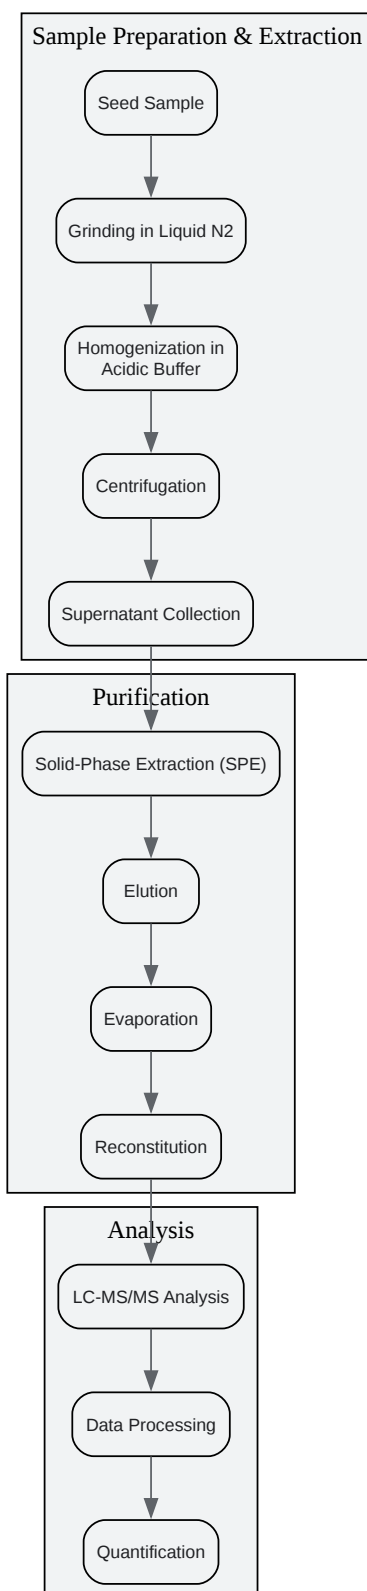 Sample Preparation & Extraction
Seed Sample
Grinding in Liquid N2
Homogenization in
Acidic Buffer
Centrifugation
Supernatant Collection
Purification
Solid-Phase Extraction (SPE)
Elution
Evaporation
Reconstitution
Analysis
LC-MS/MS Analysis
Data Processing
Quantification